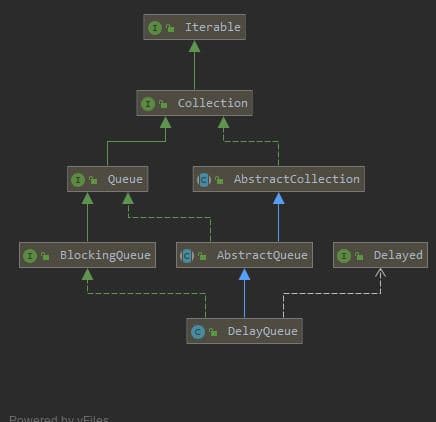 I Iterable
I Collection
I Queue
C AbstractCollection
I BlockingQueue
C AbstractQueue
I Delayed
C DelayQueue
Powered by yFiles